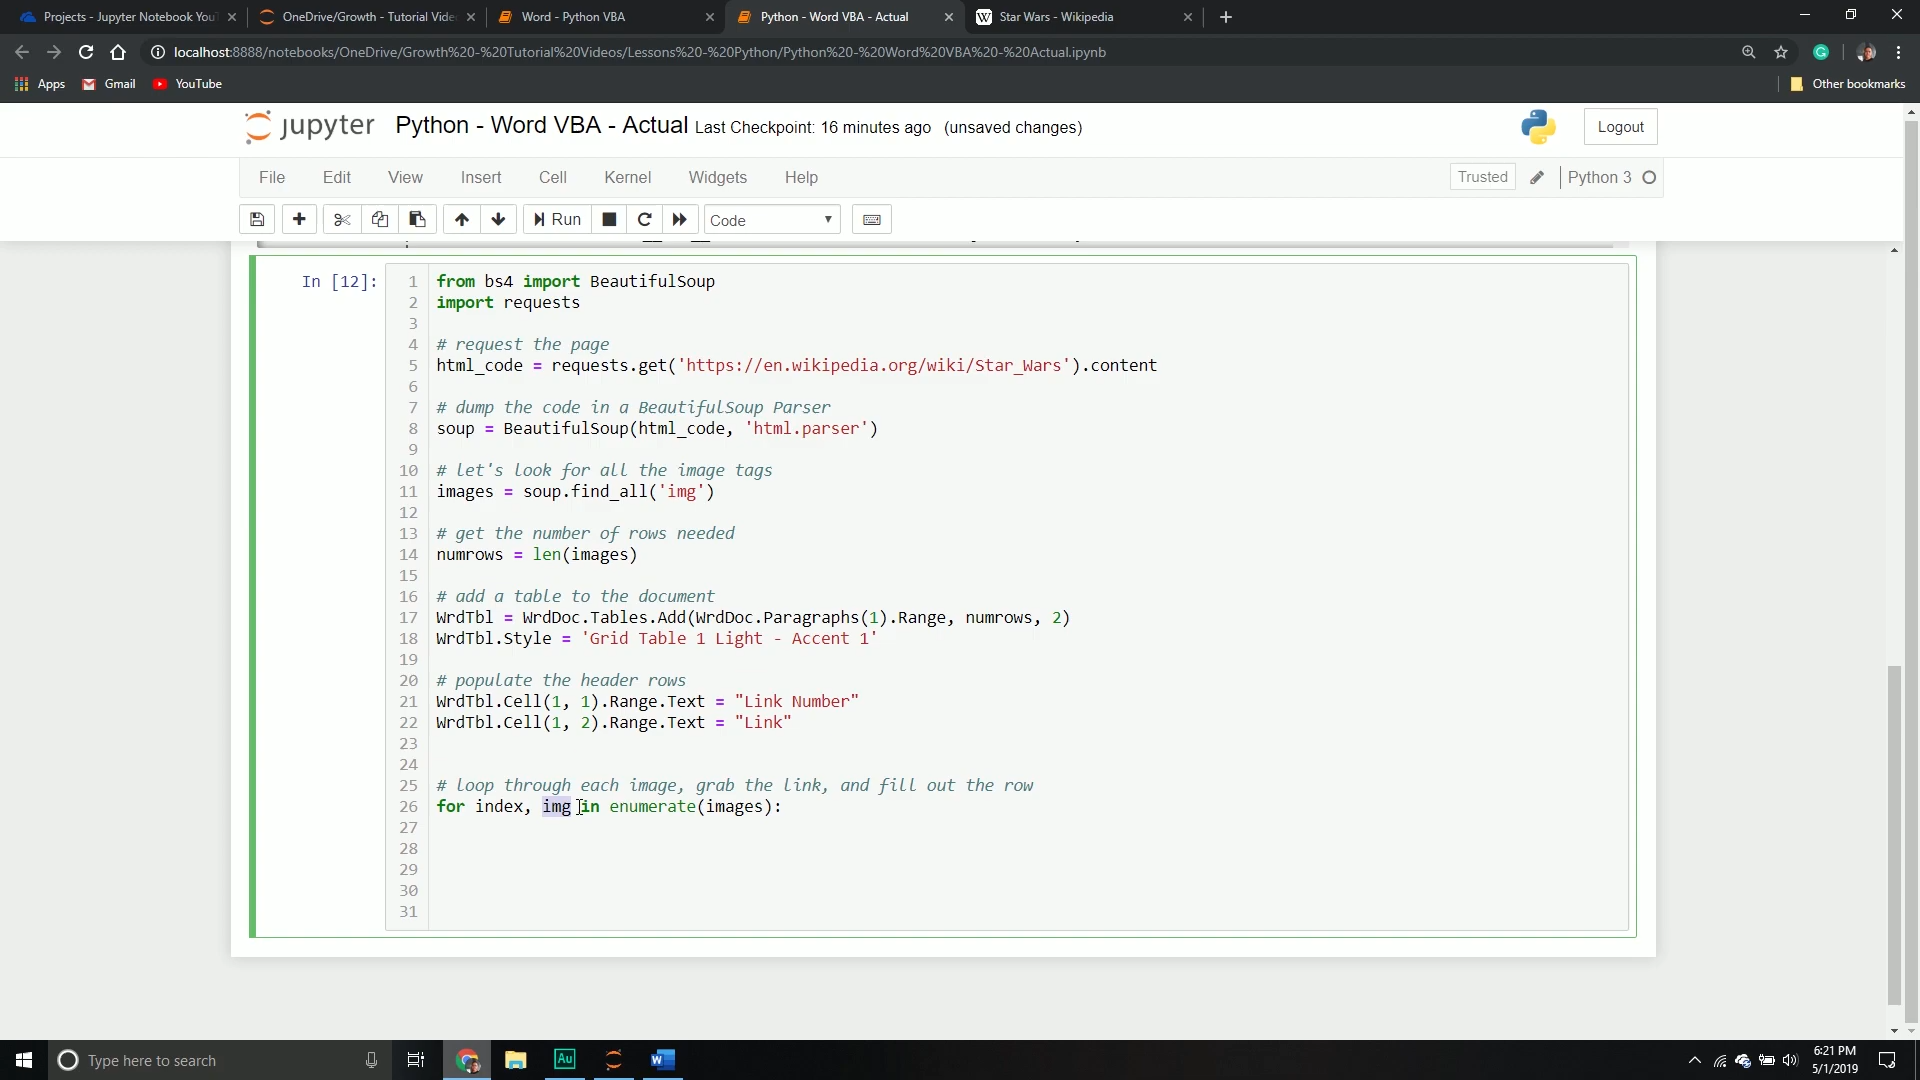 Projects - Jupyter Notebook You
OneDrive/Growth - Tutorial Vide
Word - Python VBA
Python - Word VBA - Actual
Star Wars - Wikipedia
localhost:8888/notebooks/OneDrive/Growth%20-%20Tutorial%20Videos/Lessons%20-%20Python/Python%20-%20Word%20VBA%20-%20Actual.ipynb
Apps Gmail YouTube Other bookmarks
jupyter Python - Word VBA - Actual Last Checkpoint: 16 minutes ago (unsaved changes) Logout
File Edit View Insert Cell Kernel Widgets Help Trusted Python 3
Run Code
In [12]:
1 from bs4 import BeautifulSoup
2 import requests
3
4 # request the page
5 html_code = requests.get('https://en.wikipedia.org/wiki/Star_Wars').content
6
7 # dump the code in a BeautifulSoup Parser
8 soup = BeautifulSoup(html_code, 'html.parser')
9
10 # let's look for all the image tags
11 images = soup.find_all('img')
12
13 # get the number of rows needed
14 numrows = len(images)
15
16 # add a table to the document
17 WrdTbl = WrdDoc.Tables.Add(WrdDoc.Paragraphs(1).Range, numrows, 2)
18 WrdTbl.Style = 'Grid Table 1 Light - Accent 1'
19
20 # populate the header rows
21 WrdTbl.Cell(1, 1).Range.Text = "Link Number"
22 WrdTbl.Cell(1, 2).Range.Text = "Link"
23
24
25 # loop through each image, grab the link, and fill out the row
26 for index, img in enumerate(images):
27
28
29
30
31
Type here to search
Au
6:21 PM
5/1/2019